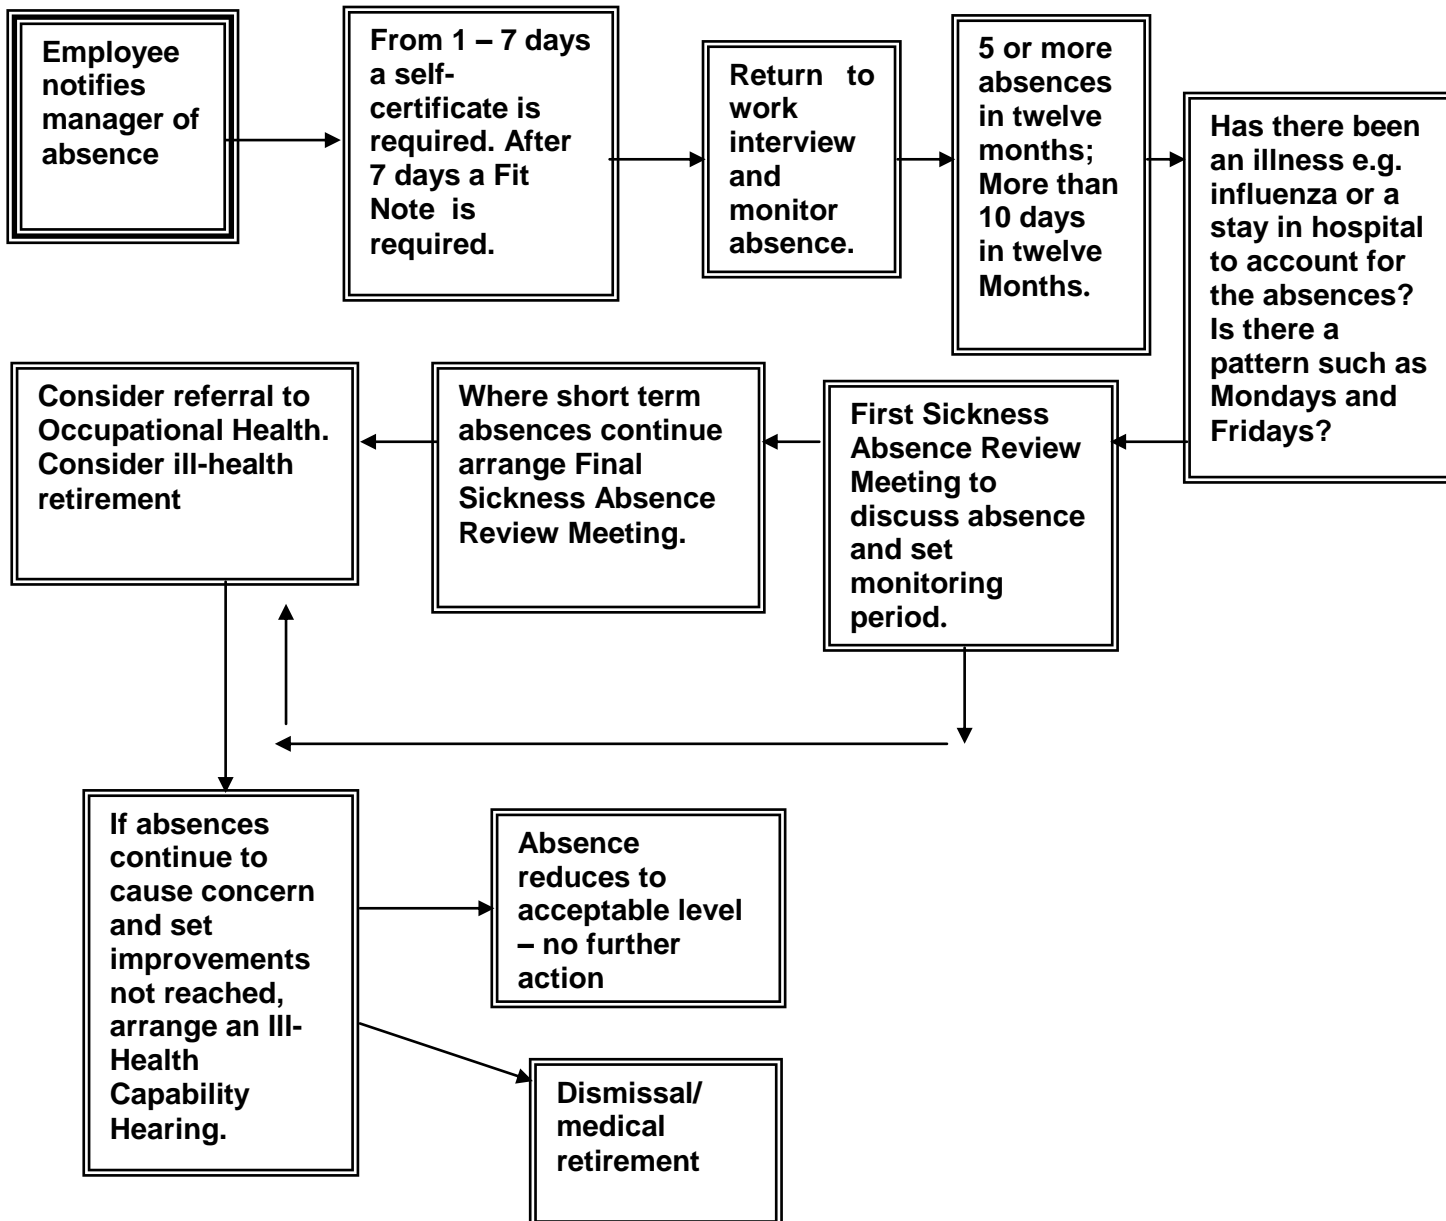 Employee
notifies
manager of
absence
From 1 – 7 days
a self-
certificate is
required. After
7 days a Fit
Note is
required.
Return to
work
interview
and
monitor
absence.
5 or more
absences
in twelve
months;
More than
10 days
in twelve
Months.
Has there been
an illness e.g.
influenza or a
stay in hospital
to account for
the absences?
Is there a
pattern such as
Mondays and
Fridays?
First Sickness
Absence Review
Meeting to
discuss absence
and set
monitoring
period.
Where short term
absences continue
arrange Final
Sickness Absence
Review Meeting.
Consider referral to
Occupational Health.
Consider ill-health
retirement
If absences
continue to
cause concern
and set
improvements
not reached,
arrange an Ill-
Health
Capability
Hearing.
Absence
reduces to
acceptable level
– no further
action
Dismissal/
medical
retirement